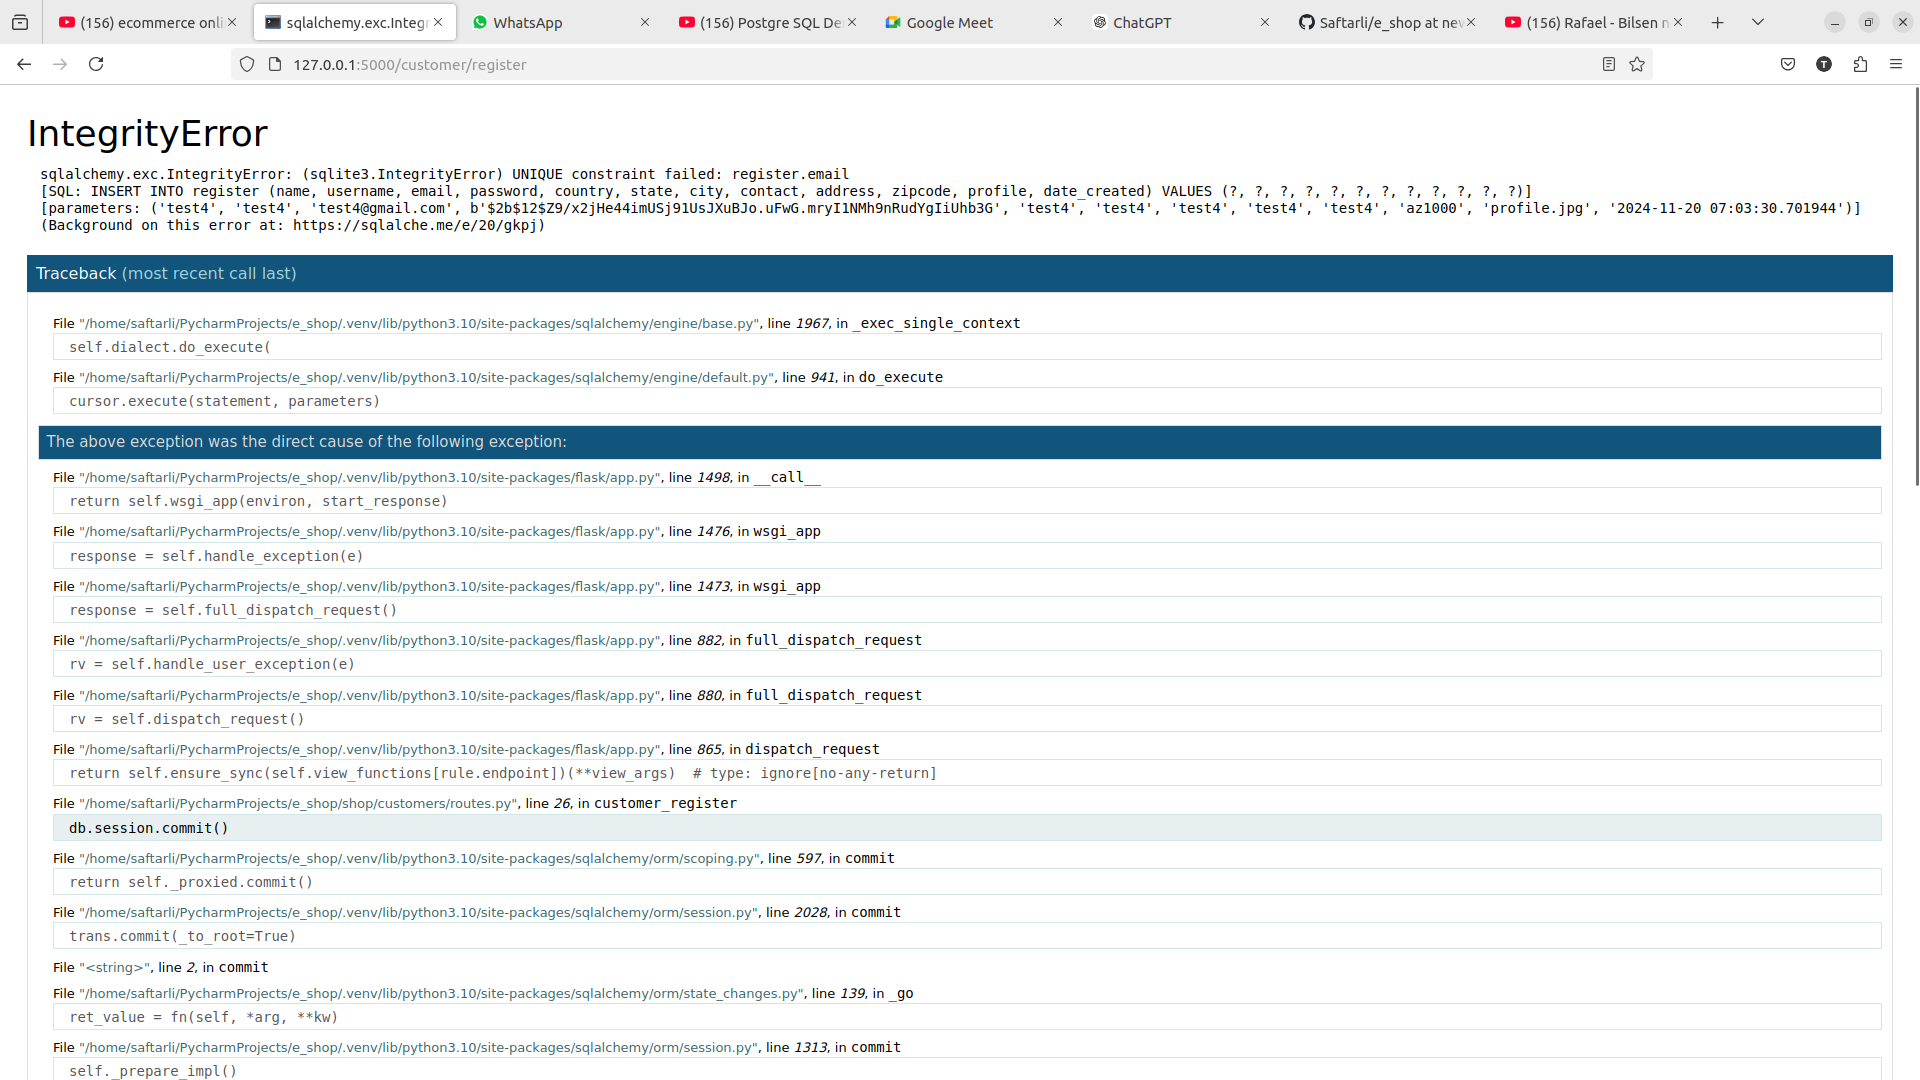 (156) ecommerce onli
sqlalchemy.exc.Integr
WhatsApp
(156) Postgre SQL De
Google Meet
ChatGPT
Saftarli/e_shop at nev
(156) Rafael - Bilsen n
127.0.0.1:5000/customer/register
T
IntegrityError
sqlalchemy.exc.IntegrityError: (sqlite3.IntegrityError) UNIQUE constraint failed: register.email
[SQL: INSERT INTO register (name, username, email, password, country, state, city, contact, address, zipcode, profile, date_created) VALUES (?, ?, ?, ?, ?, ?, ?, ?, ?, ?, ?, ?)]
[parameters: ('test4', 'test4', 'test4@gmail.com', b'$2b$12$Z9/x2jHe44imUSj91UsJXuBJo.uFwG.mryI1NMh9nRudYgIiUhb3G', 'test4', 'test4', 'test4', 'test4', 'test4', 'az1000', 'profile.jpg', '2024-11-20 07:03:30.701944')]
(Background on this error at: https://sqlalche.me/e/20/gkpj)
Traceback (most recent call last)
File "/home/saftarli/PycharmProjects/e_shop/.venv/lib/python3.10/site-packages/sqlalchemy/engine/base.py", line 1967, in _exec_single_context
self.dialect.do_execute(
File "/home/saftarli/PycharmProjects/e_shop/.venv/lib/python3.10/site-packages/sqlalchemy/engine/default.py", line 941, in do_execute
cursor.execute(statement, parameters)
The above exception was the direct cause of the following exception:
File "/home/saftarli/PycharmProjects/e_shop/.venv/lib/python3.10/site-packages/flask/app.py", line 1498, in __call__
return self.wsgi_app(environ, start_response)
File "/home/saftarli/PycharmProjects/e_shop/.venv/lib/python3.10/site-packages/flask/app.py", line 1476, in wsgi_app
response = self.handle_exception(e)
File "/home/saftarli/PycharmProjects/e_shop/.venv/lib/python3.10/site-packages/flask/app.py", line 1473, in wsgi_app
response = self.full_dispatch_request()
File "/home/saftarli/PycharmProjects/e_shop/.venv/lib/python3.10/site-packages/flask/app.py", line 882, in full_dispatch_request
rv = self.handle_user_exception(e)
File "/home/saftarli/PycharmProjects/e_shop/.venv/lib/python3.10/site-packages/flask/app.py", line 880, in full_dispatch_request
rv = self.dispatch_request()
File "/home/saftarli/PycharmProjects/e_shop/.venv/lib/python3.10/site-packages/flask/app.py", line 865, in dispatch_request
return self.ensure_sync(self.view_functions[rule.endpoint])(**view_args)  # type: ignore[no-any-return]
File "/home/saftarli/PycharmProjects/e_shop/shop/customers/routes.py", line 26, in customer_register
db.session.commit()
File "/home/saftarli/PycharmProjects/e_shop/.venv/lib/python3.10/site-packages/sqlalchemy/orm/scoping.py", line 597, in commit
return self._proxied.commit()
File "/home/saftarli/PycharmProjects/e_shop/.venv/lib/python3.10/site-packages/sqlalchemy/orm/session.py", line 2028, in commit
trans.commit(_to_root=True)
File "<string>", line 2, in commit
File "/home/saftarli/PycharmProjects/e_shop/.venv/lib/python3.10/site-packages/sqlalchemy/orm/state_changes.py", line 139, in _go
ret_value = fn(self, *arg, **kw)
File "/home/saftarli/PycharmProjects/e_shop/.venv/lib/python3.10/site-packages/sqlalchemy/orm/session.py", line 1313, in commit
self._prepare_impl()